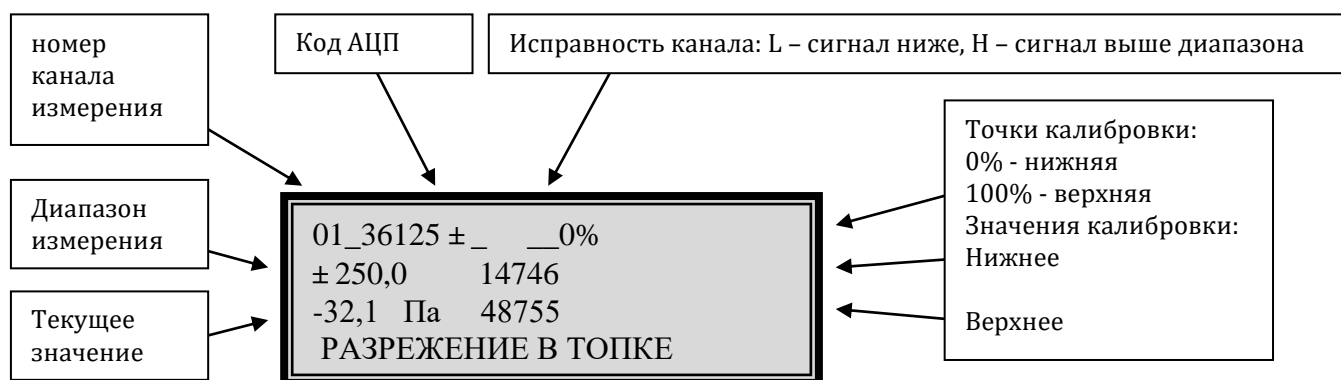 номер
канала
измерения
Код АЦП
Исправность канала: L – сигнал ниже, H – сигнал выше диапазона
Диапазон
измерения
Текущее
значение
01_36125 ± _ __0%
± 250,0 14746
-32,1 Па 48755
РАЗРЕЖЕНИЕ В ТОПКЕ
Точки калибровки:
0% - нижняя
100% - верхняя
Значения калибровки:
Нижнее
Верхнее